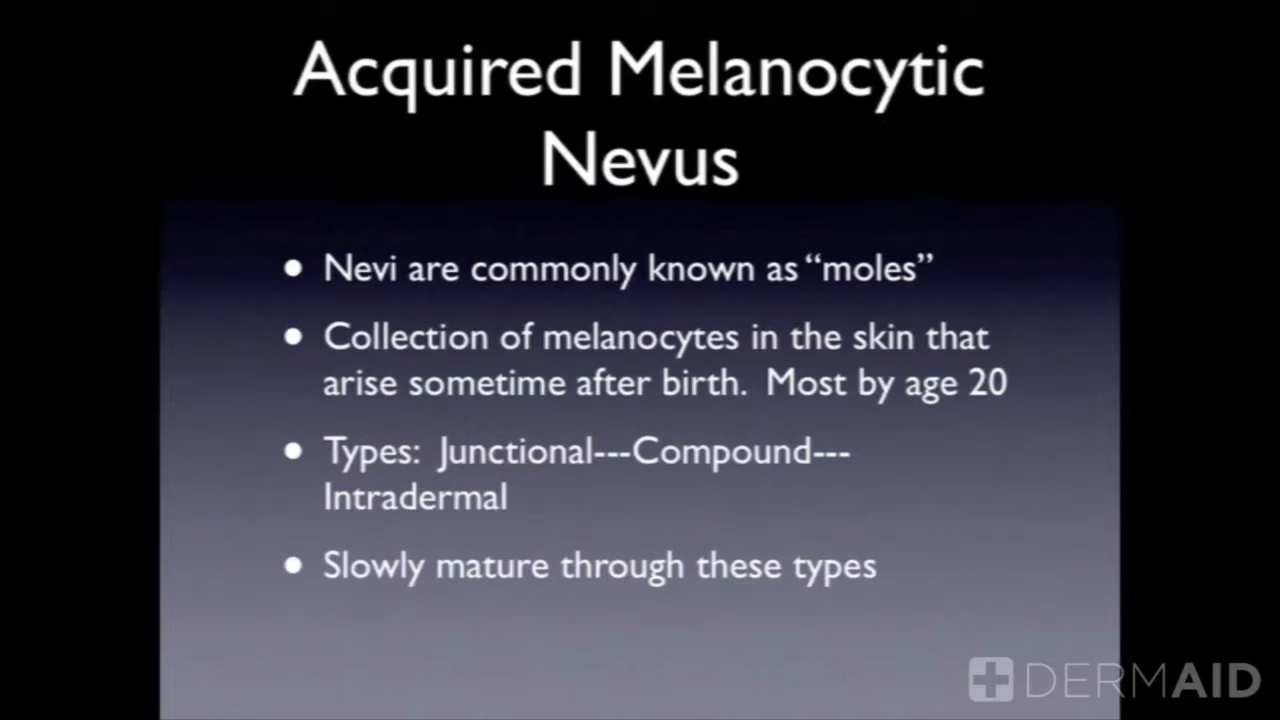 Acquired Melanocytic
Nevus
• Nevi are commonly known as “moles”
• Collection of melanocytes in the skin that
arise sometime after birth.  Most by age 20
• Types:  Junctional---Compound---
Intradermal
• Slowly mature through these types
DERMAID